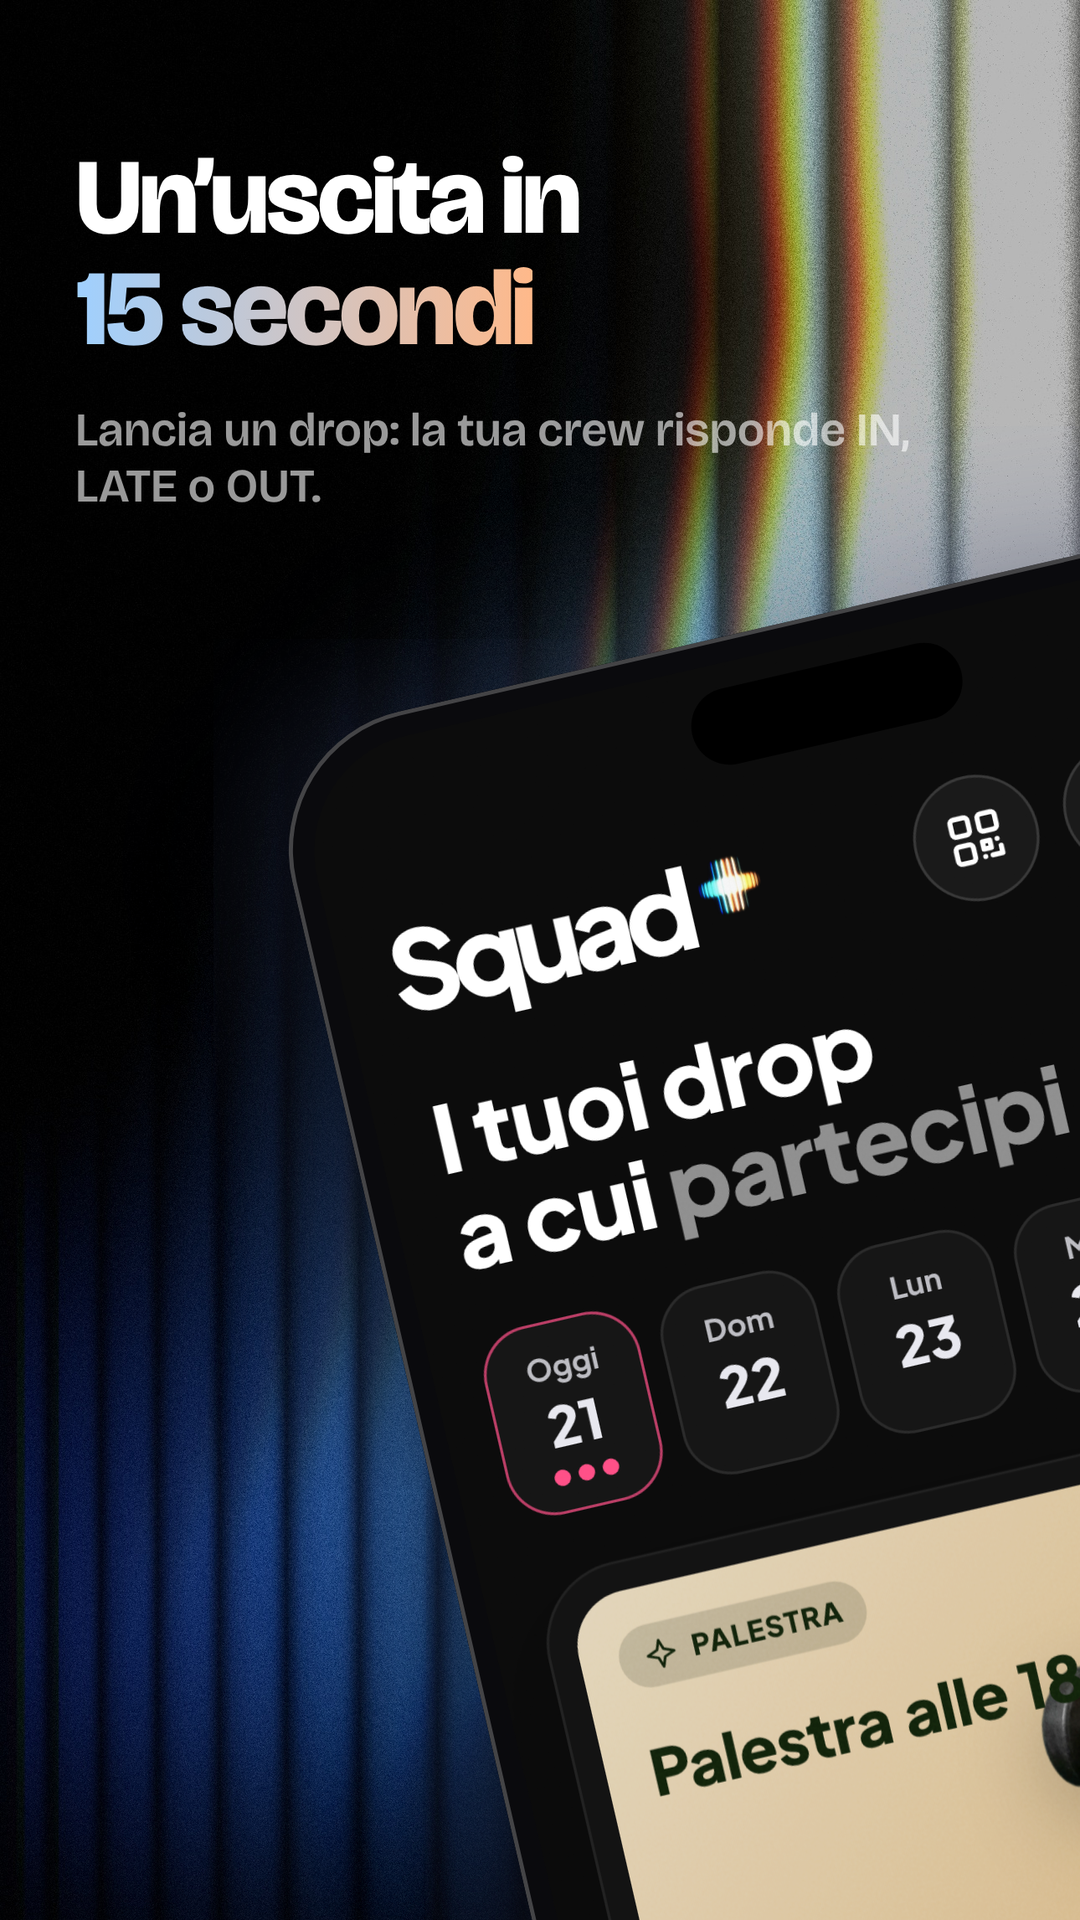 Un’uscita in
15 secondi
Lancia un drop: la tua crew risponde IN,
LATE o OUT.
Squad
I tuoi drop
a cui partecipi
Oggi
21
Dom
22
Lun
23
PALESTRA
Palestra alle 18